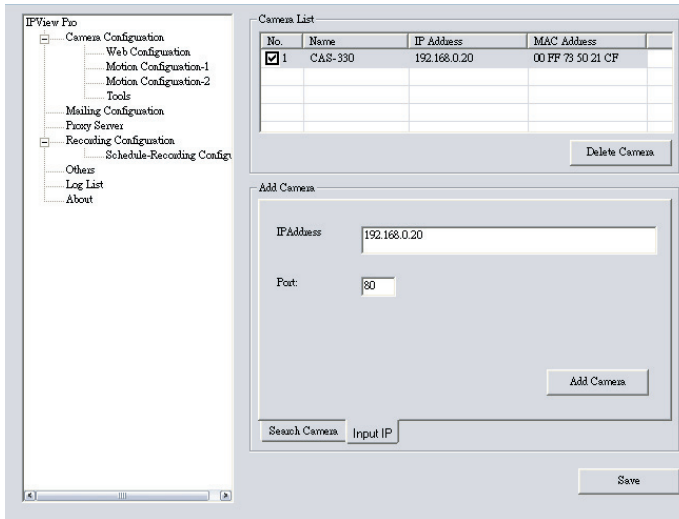 IPView Pro
Camera Configuration
Web Configuration
Motion Configuration-1
Motion Configuration-2
Tools
Mailing Configuration
Proxy Server
Recording Configuration
Schedule-Recording Configu
Others
Log List
About
Camera List
No. Name IP Address MAC Address
1 CAS-330 192.168.0.20 00 FF 73 50 21 CF
Delete Camera
Add Camera
IPAddress 192.168.0.20
Port: 80
Add Camera
Search Camera Input IP
Save